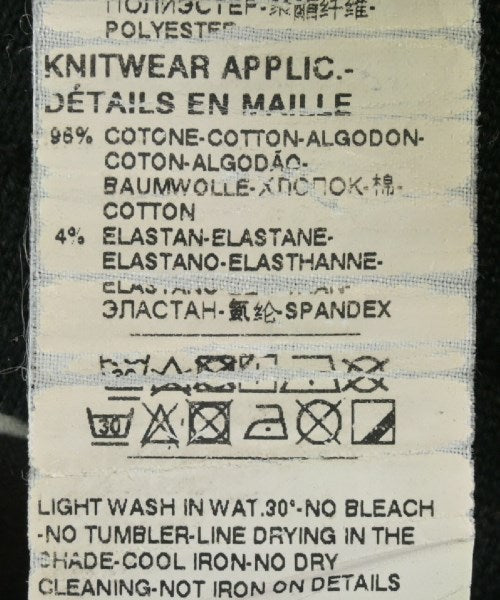 ПОЛИЭСТЕР-聚酯纤维-
POLYESTER
KNITWEAR APPLIC.-
DÉTAILS EN MAILLE
96% COTONE-COTTON-ALGODON-
COTON-ALGODÃO-
BAUMWOLLE-ХЛОПОК-棉-
COTTON
4% ELASTAN-ELASTANE-
ELASTANO-ELASTHANNE-
ЭЛАСТАН-氨纶-SPANDEX
30
30
LIGHT WASH IN WAT.30°-NO BLEACH
-NO TUMBLER-LINE DRYING IN THE
SHADE-COOL IRON-NO DRY
CLEANING-NOT IRON ON DETAILS